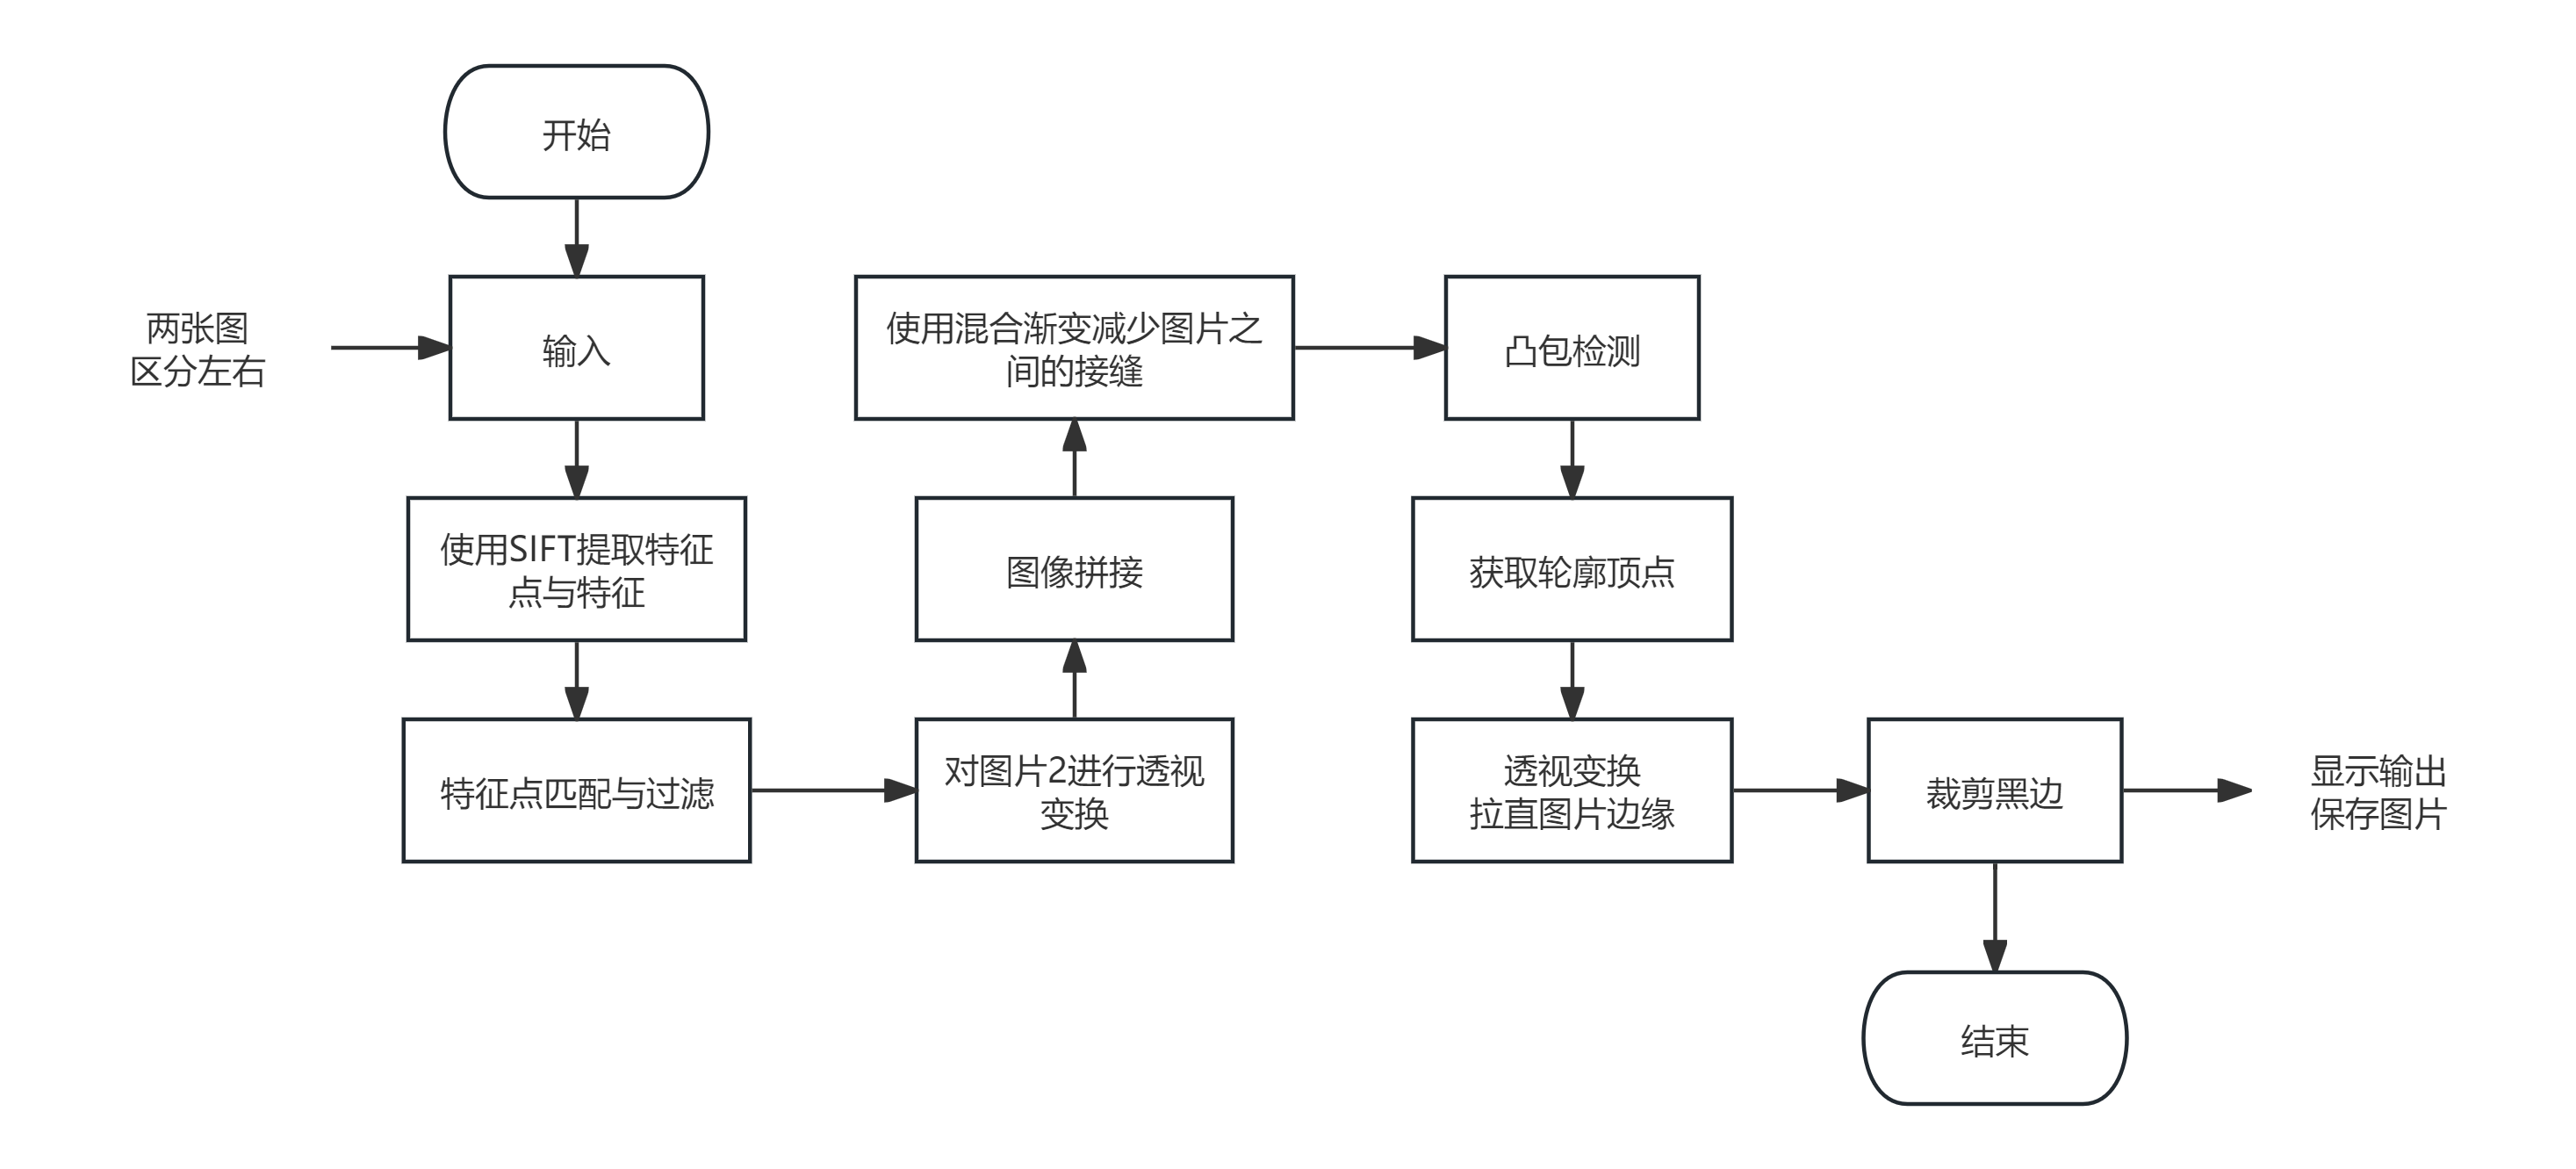 开始
两张图
区分左右
输入
使用SIFT提取特征
点与特征
特征点匹配与过滤
对图片2进行透视
变换
图像拼接
使用混合渐变减少图片之
间的接缝
凸包检测
获取轮廓顶点
透视变换
拉直图片边缘
裁剪黑边
显示输出
保存图片
结束